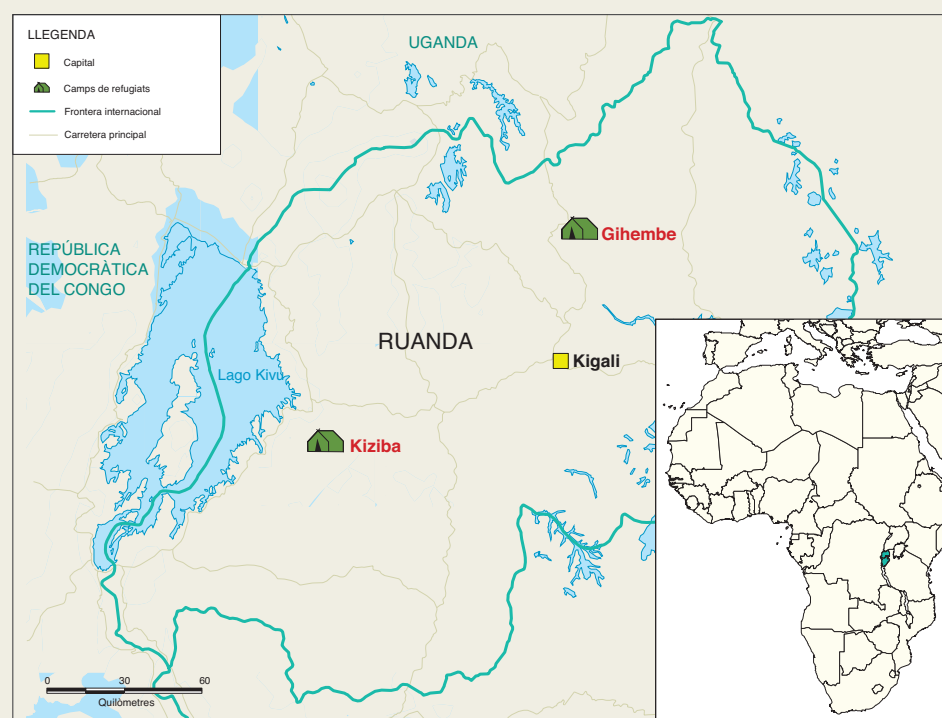 LLEGENDA
Capital
Camps de refugiats
Frontera internacional
Carretera principal
UGANDA
REPÚBLICA
DEMOCRÀTICA
DEL CONGO
Gihembe
RUANDA
Kigali
Lago Kivu
Kiziba
0 30 60
Quilòmetres